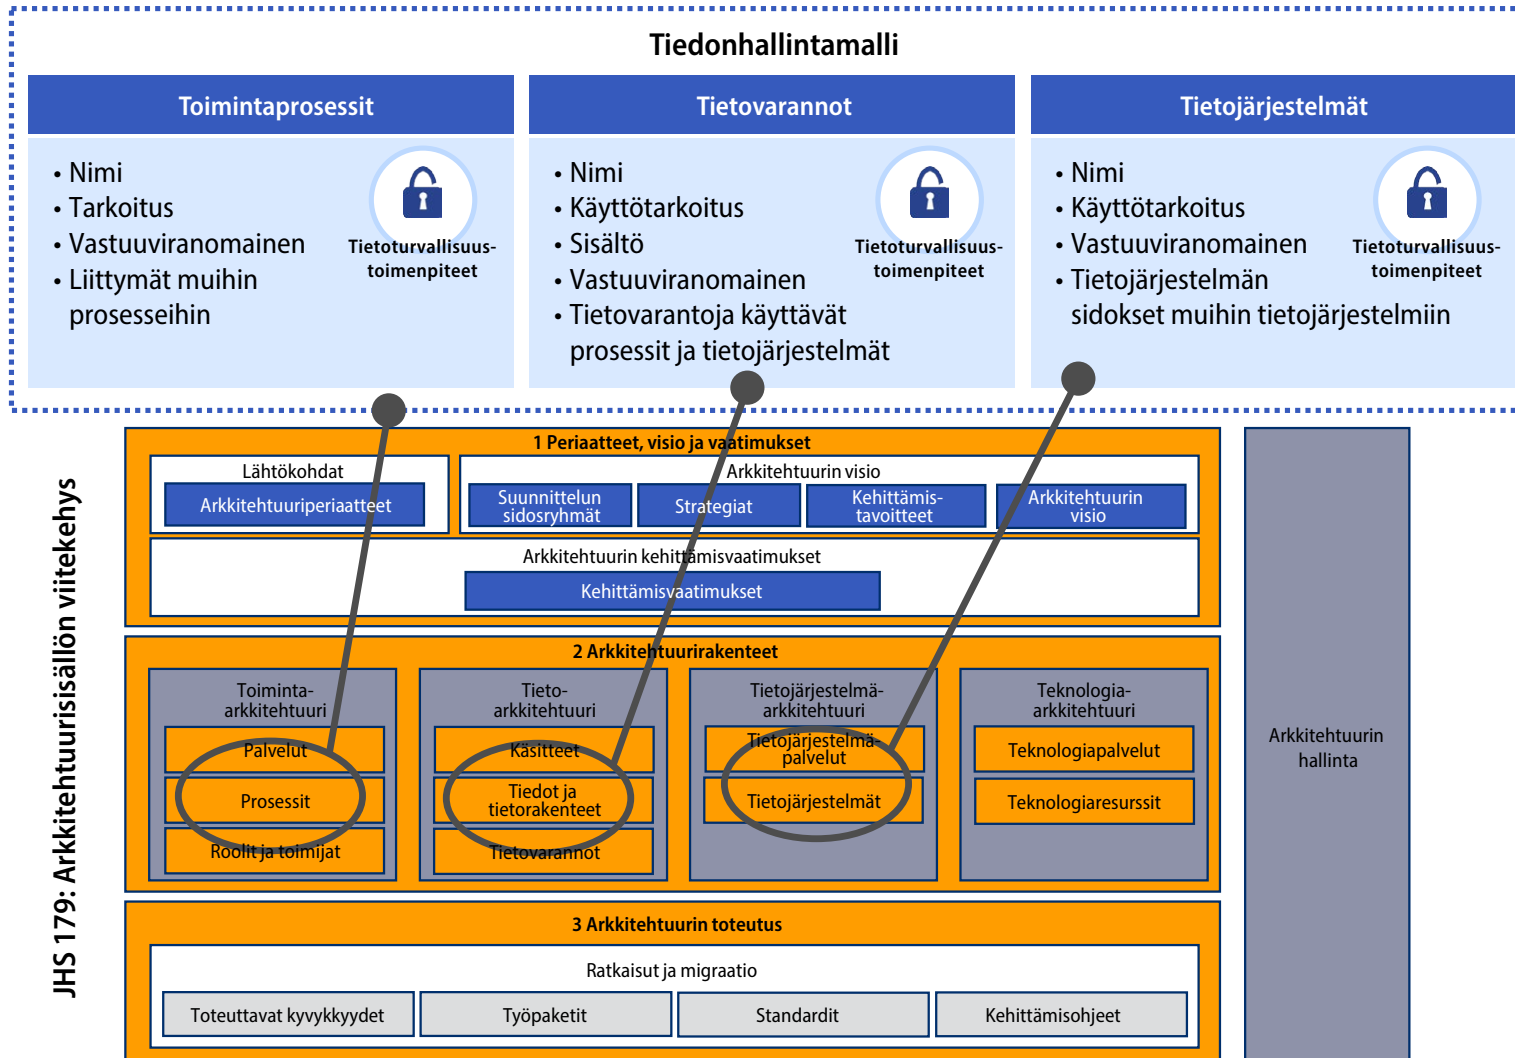 Tiedonhallintamalli
Toimintaprosessit
• Nimi
• Tarkoitus
• Vastuuviranomainen
• Liittymät muihin
prosesseihin
Tietoturvallisuus-
toimenpiteet
Tietovarannot
• Nimi
• Käyttötarkoitus
• Sisältö
• Vastuuviranomainen
• Tietovarantoja käyttävät
prosessit ja tietojärjestelmät
Tietoturvallisuus-
toimenpiteet
Tietojärjestelmät
• Nimi
• Käyttötarkoitus
• Vastuuviranomainen
• Tietojärjestelmän
sidokset muihin tietojärjestelmiin
Tietoturvallisuus-
toimenpiteet
JHS 179: Arkkitehtuurisisällön viitekehys
1 Periaatteet, visio ja vaatimukset
Lähtökohdat
Arkkitehtuuriperiaatteet
Arkkitehtuurin visio
Suunnittelun
sidosryhmät
Strategiat
Kehittämis-
tavoitteet
Arkkitehtuurin
visio
Arkkitehtuurin kehittämisvaatimukset
Kehittämisvaatimukset
2 Arkkitehtuurirakenteet
Toiminta-
arkkitehtuuri
Palvelut
Prosessit
Roolit ja toimijat
Tieto-
arkkitehtuuri
Käsitteet
Tiedot ja
tietorakenteet
Tietovarannot
Tietojärjestelmä-
arkkitehtuuri
Tietojärjestelmä-
palvelut
Tietojärjestelmät
Teknologia-
arkkitehtuuri
Teknologiapalvelut
Teknologiaresurssit
3 Arkkitehtuurin toteutus
Ratkaisut ja migraatio
Toteuttavat kyvykkyydet
Työpaketit
Standardit
Kehittämisohjeet
Arkkitehtuurin
hallinta